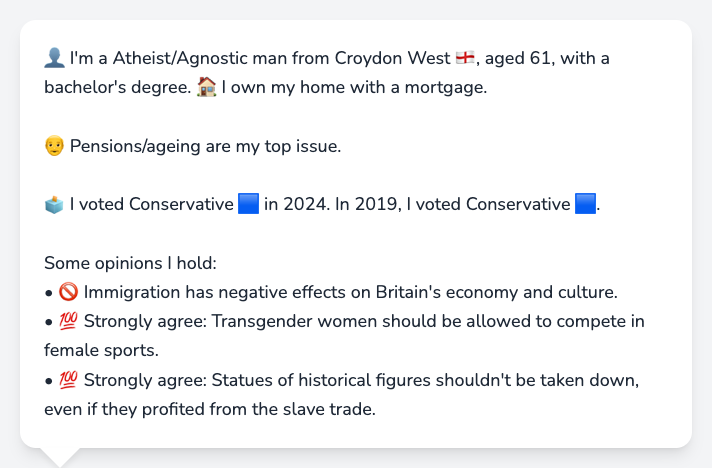 👤 I'm a Atheist/Agnostic man from Croydon West 🏴󠁧󠁢󠁥󠁮󠁧󠁿, aged 61, with a
bachelor's degree. 🏠 I own my home with a mortgage.
👴 Pensions/ageing are my top issue.
🗳️ I voted Conservative 🟦 in 2024. In 2019, I voted Conservative 🟦.
Some opinions I hold:
• 🚫 Immigration has negative effects on Britain's economy and culture.
• 💯 Strongly agree: Transgender women should be allowed to compete in
female sports.
• 💯 Strongly agree: Statues of historical figures shouldn't be taken down,
even if they profited from the slave trade.